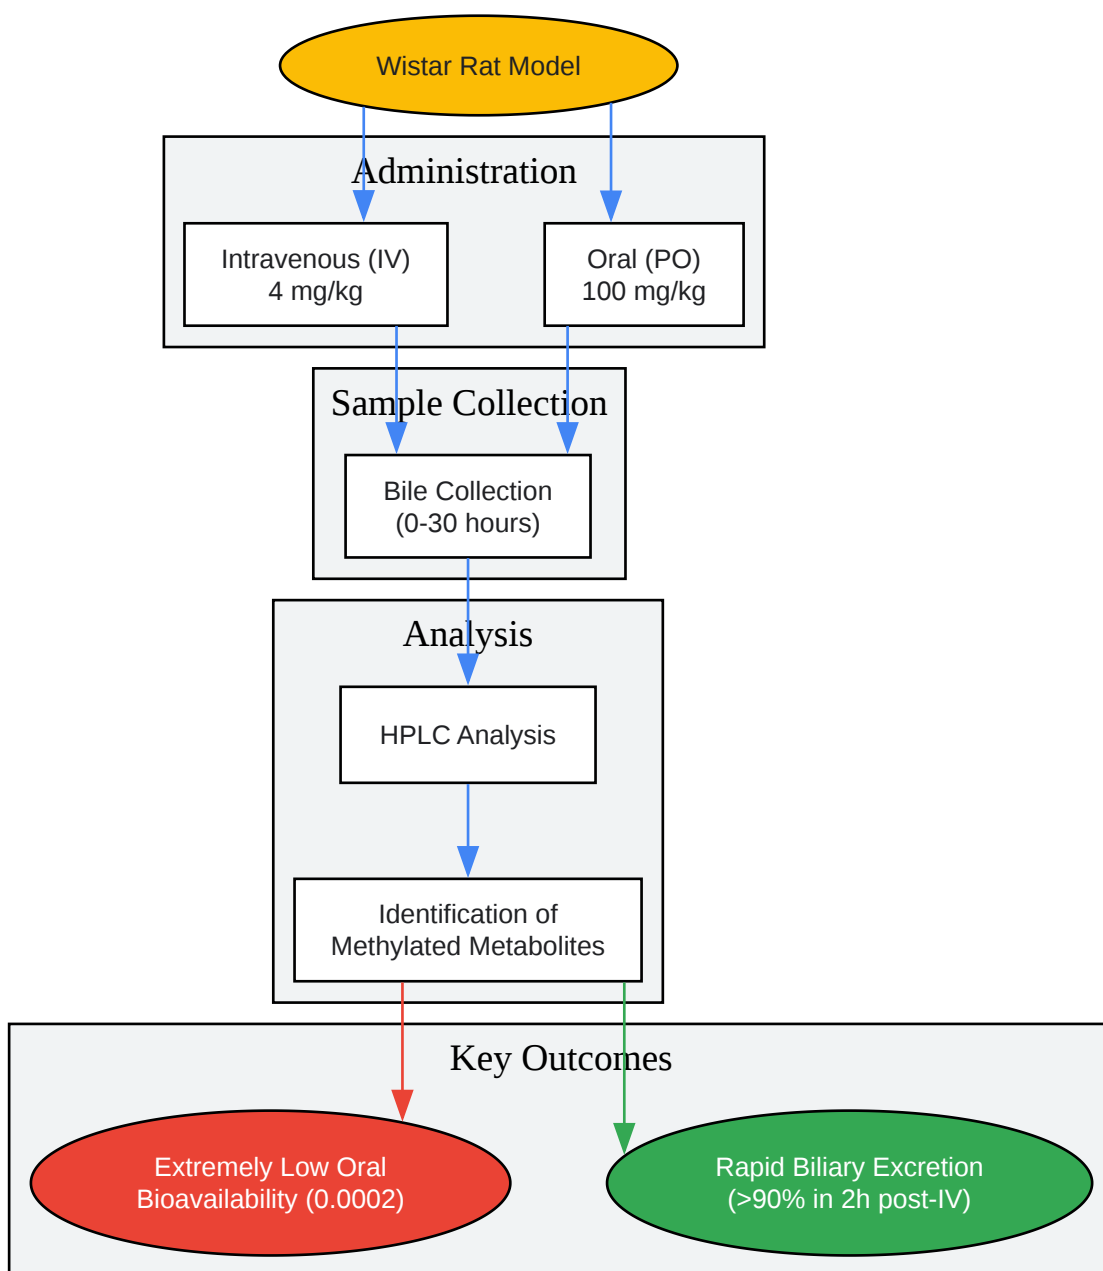 Wistar Rat Model
Administration
Intravenous (IV)
4 mg/kg
Oral (PO)
100 mg/kg
Sample Collection
Bile Collection
(0-30 hours)
Analysis
HPLC Analysis
Identification of
Methylated Metabolites
Key Outcomes
Extremely Low Oral
Bioavailability (0.0002)
Rapid Biliary Excretion
(>90% in 2h post-IV)